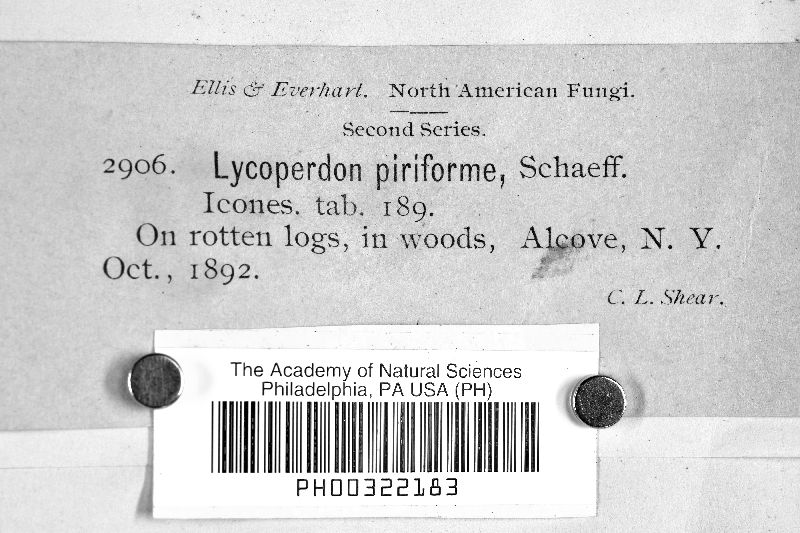 Ellis & Everhart. North American Fungi.
Second Series.
2906. Lycoperdon piriforme, Schaeff.
Icones. tab. 189.
On rotten logs, in woods, Alcove, N. Y.
Oct., 1892.
C. L. Shear.
The Academy of Natural Sciences
Philadelphia, PA USA (PH)
PH00322183